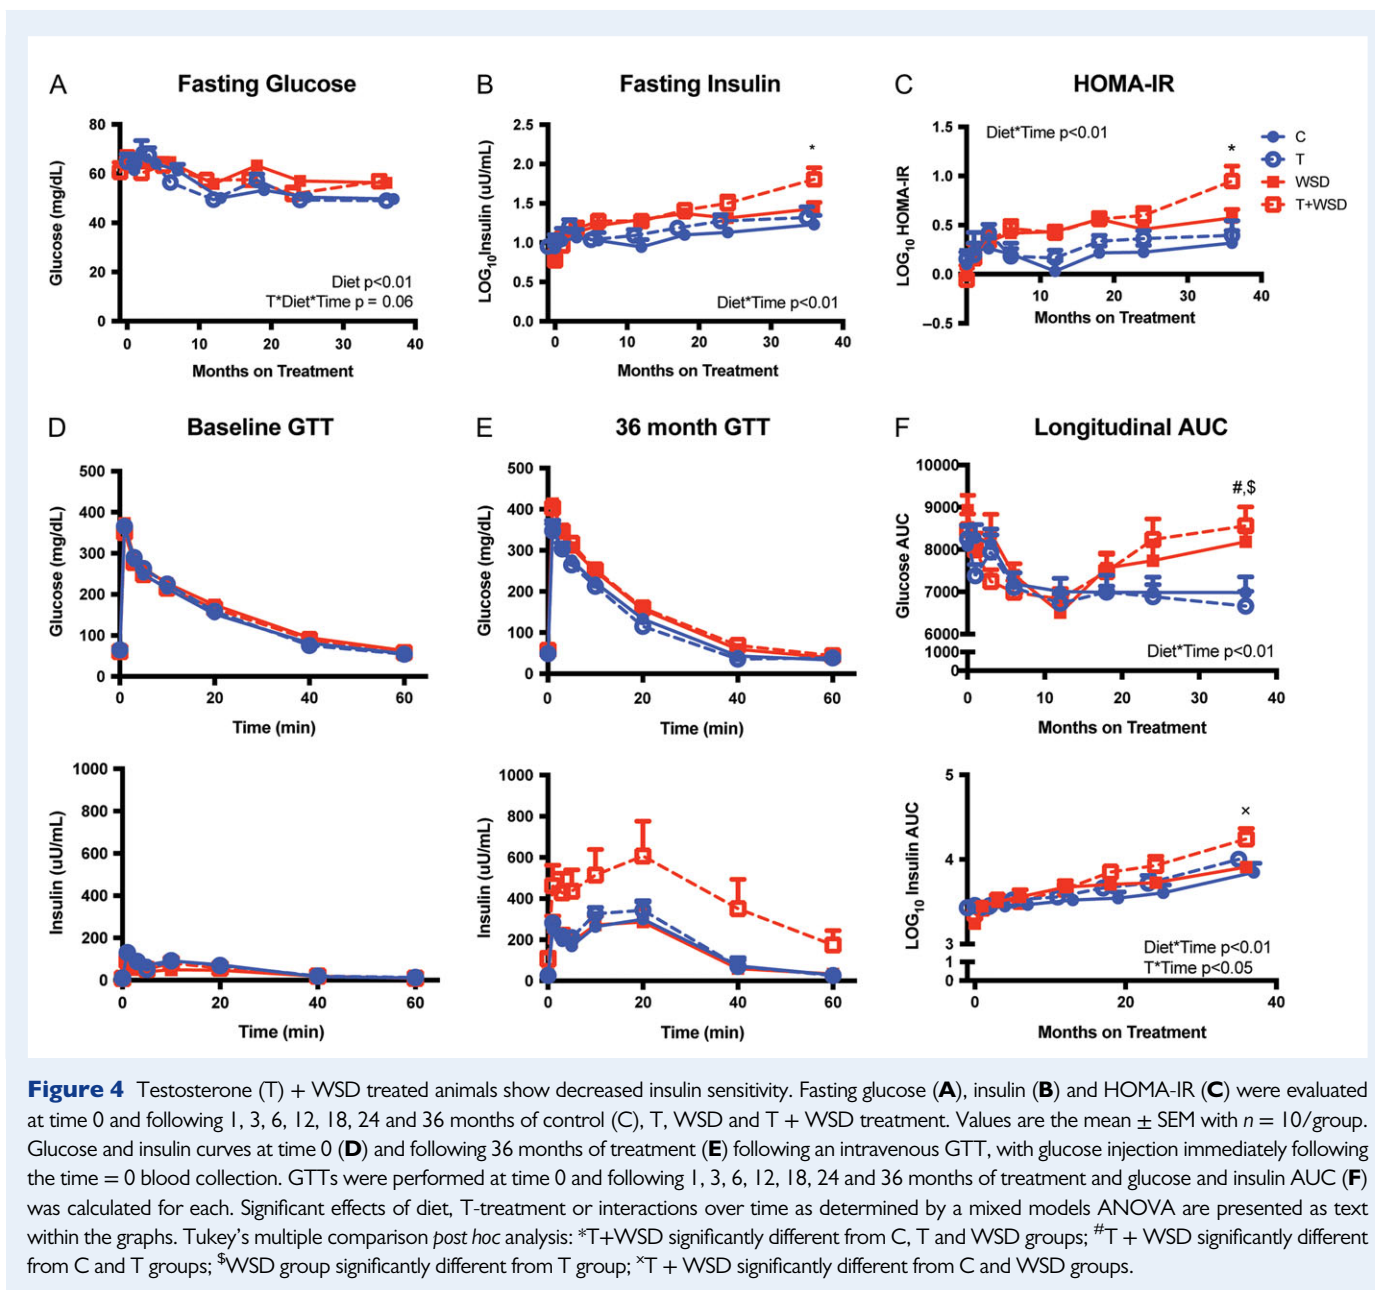 A Fasting Glucose
80
60
40
20
0
Glucose (mg/dL)
Diet p<0.01
T*Diet*Time p = 0.06
0 10 20 30 40
Months on Treatment
B Fasting Insulin
2.5
2.0
1.5
1.0
0.5
0.0
LOG10Insulin (uU/mL)
*
Diet*Time p<0.01
0 10 20 30 40
Months on Treatment
C HOMA-IR
1.5
1.0
0.5
0.0
–0.5
LOG10 HOMA-IR
Diet*Time p<0.01
*
10 20 30 40
Months on Treatment
C
T
WSD
T+WSD
D Baseline GTT
500
400
300
200
100
0
Glucose (mg/dL)
0 20 40 60
Time (min)
1000
800
600
400
200
0
Insulin (uU/mL)
0 20 40 60
Time (min)
E 36 month GTT
500
400
300
200
100
0
Glucose (mg/dL)
0 20 40 60
Time (min)
1000
800
600
400
200
0
Insulin (uU/mL)
0 20 40 60
Time (min)
F Longitudinal AUC
10000
9000
8000
7000
6000
1000
0
Glucose AUC
#,$
Diet*Time p<0.01
0 10 20 30 40
Months on Treatment
5
4
3
1
0
LOG10 Insulin AUC
×
Diet*Time p<0.01
T*Time p<0.05
0 20 40
Months on Treatment
Figure 4 Testosterone (T) + WSD treated animals show decreased insulin sensitivity. Fasting glucose (A), insulin (B) and HOMA-IR (C) were evaluated
at time 0 and following 1, 3, 6, 12, 18, 24 and 36 months of control (C), T, WSD and T + WSD treatment. Values are the mean ± SEM with n = 10/group.
Glucose and insulin curves at time 0 (D) and following 36 months of treatment (E) following an intravenous GTT, with glucose injection immediately following
the time = 0 blood collection. GTTs were performed at time 0 and following 1, 3, 6, 12, 18, 24 and 36 months of treatment and glucose and insulin AUC (F)
was calculated for each. Significant effects of diet, T-treatment or interactions over time as determined by a mixed models ANOVA are presented as text
within the graphs. Tukey's multiple comparison post hoc analysis: *T+WSD significantly different from C, T and WSD groups; #T + WSD significantly different
from C and T groups; $WSD group significantly different from T group; ×T + WSD significantly different from C and WSD groups.